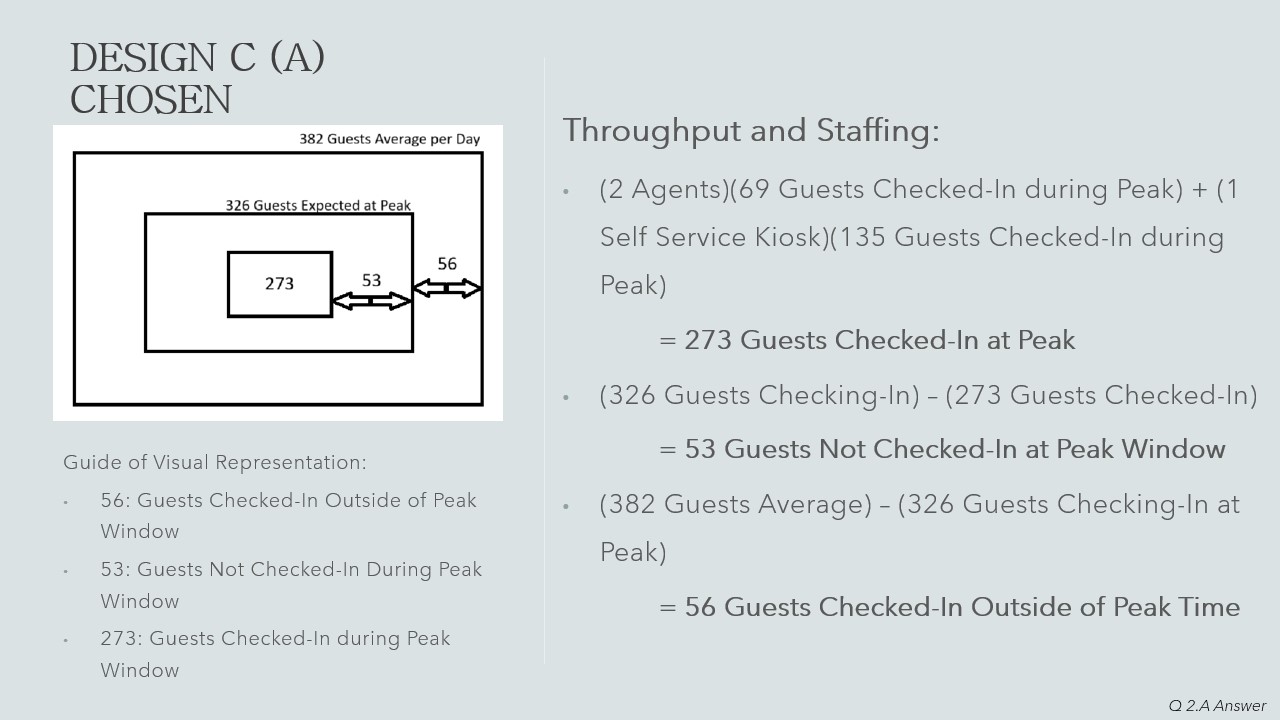 DESIGN C (A)
CHOSEN
382 Guests Average per Day
326 Guests Expected at Peak
273
53
56
Guide of Visual Representation:
• 56: Guests Checked-In Outside of Peak
Window
• 53: Guests Not Checked-In During Peak
Window
• 273: Guests Checked-In during Peak
Window
Throughput and Staffing:
• (2 Agents)(69 Guests Checked-In during Peak) + (1
Self Service Kiosk)(135 Guests Checked-In during
Peak)
= 273 Guests Checked-In at Peak
• (326 Guests Checking-In) – (273 Guests Checked-In)
= 53 Guests Not Checked-In at Peak Window
• (382 Guests Average) – (326 Guests Checking-In at
Peak)
= 56 Guests Checked-In Outside of Peak Time
Q 2.A Answer